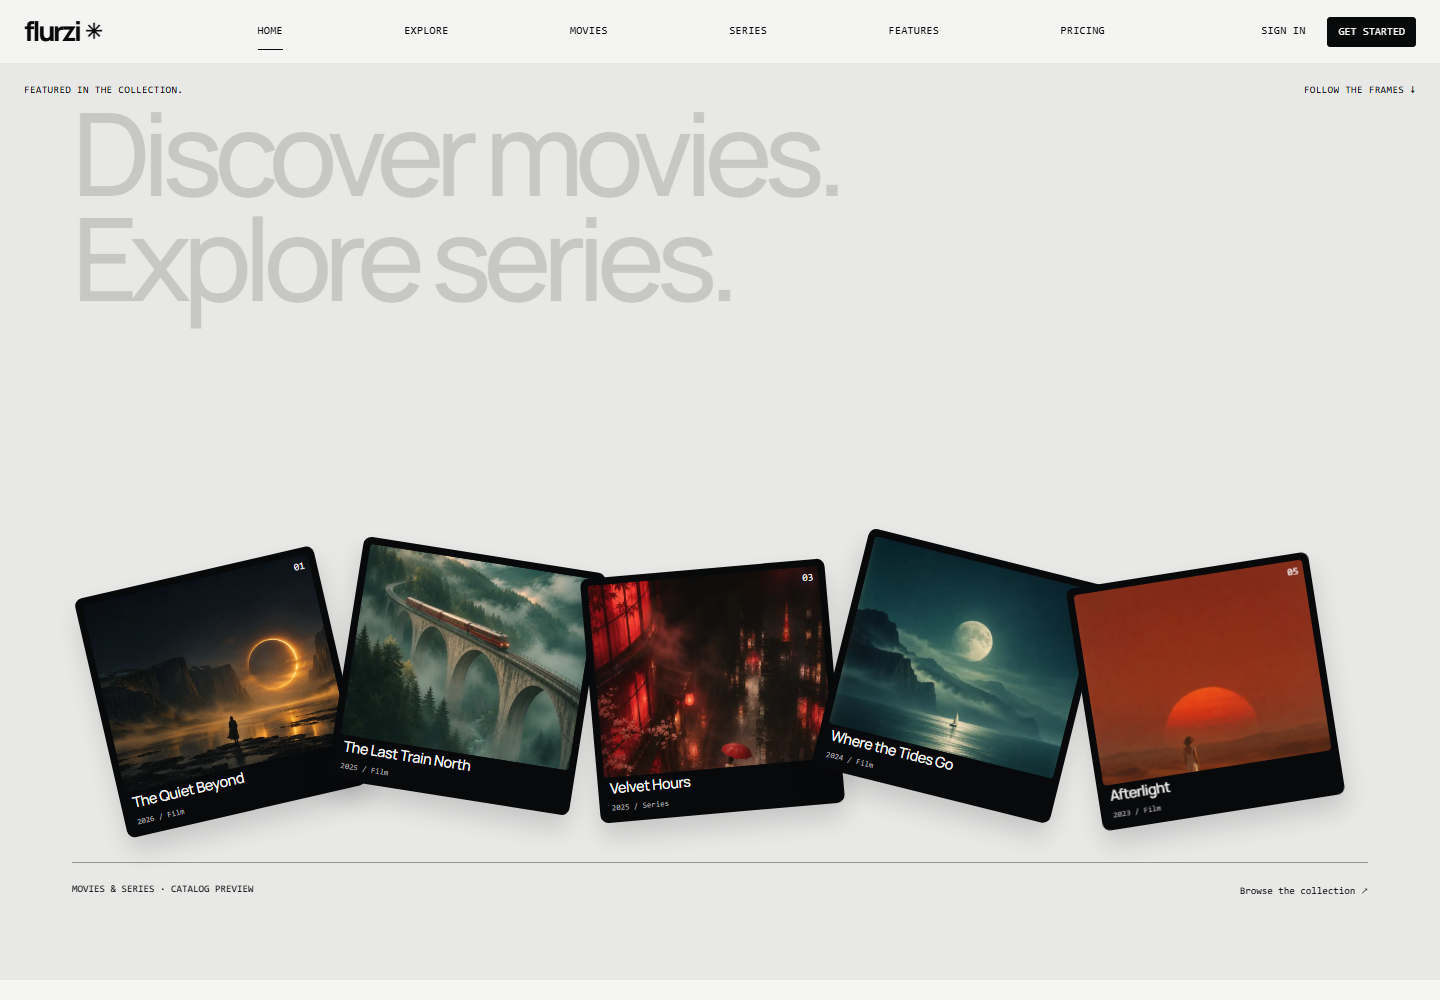 flurzi
HOME
EXPLORE
MOVIES
SERIES
FEATURES
PRICING
SIGN IN
GET STARTED
FEATURED IN THE COLLECTION.
FOLLOW THE FRAMES ↓
Discover movies.
Explore series.
01
The Quiet Beyond
2026 / Film
The Last Train North
2025 / Film
03
Velvet Hours
2025 / Series
Where the Tides Go
2024 / Film
05
Afterlight
2023 / Film
MOVIES & SERIES · CATALOG PREVIEW
Browse the collection ↗